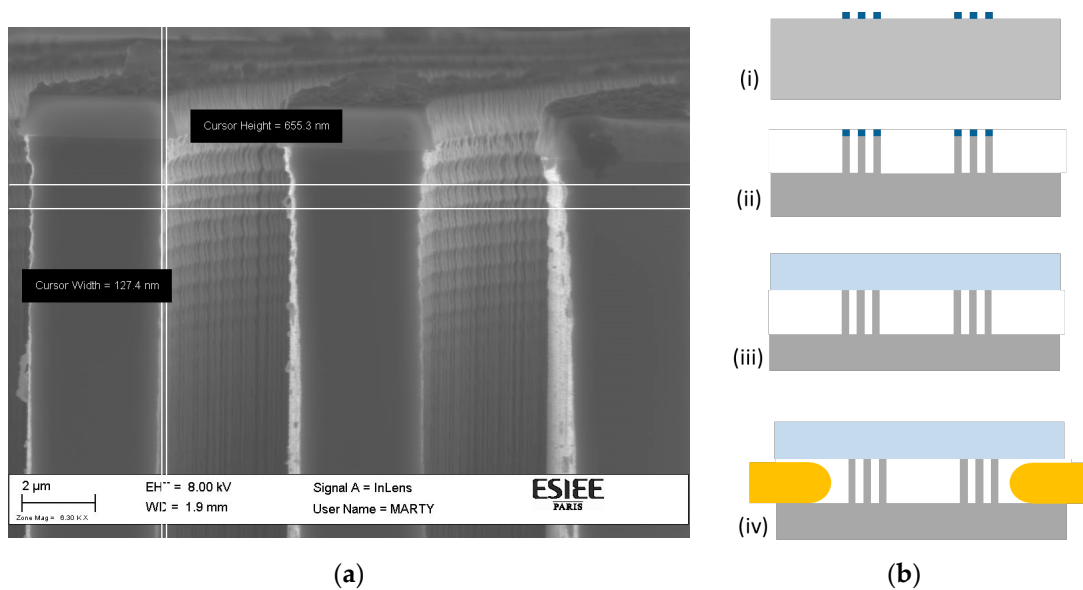 Cursor Height = 655.3 nm
Cursor Width = 127.4 nm
2 µm
Zone Mag = 6.30 K X
EHT = 8.00 kV
WD = 1.9 mm
Signal A = InLens
User Name = MARTY
ESIEE
PARIS
(a)
(i)
(ii)
(iii)
(iv)
(b)